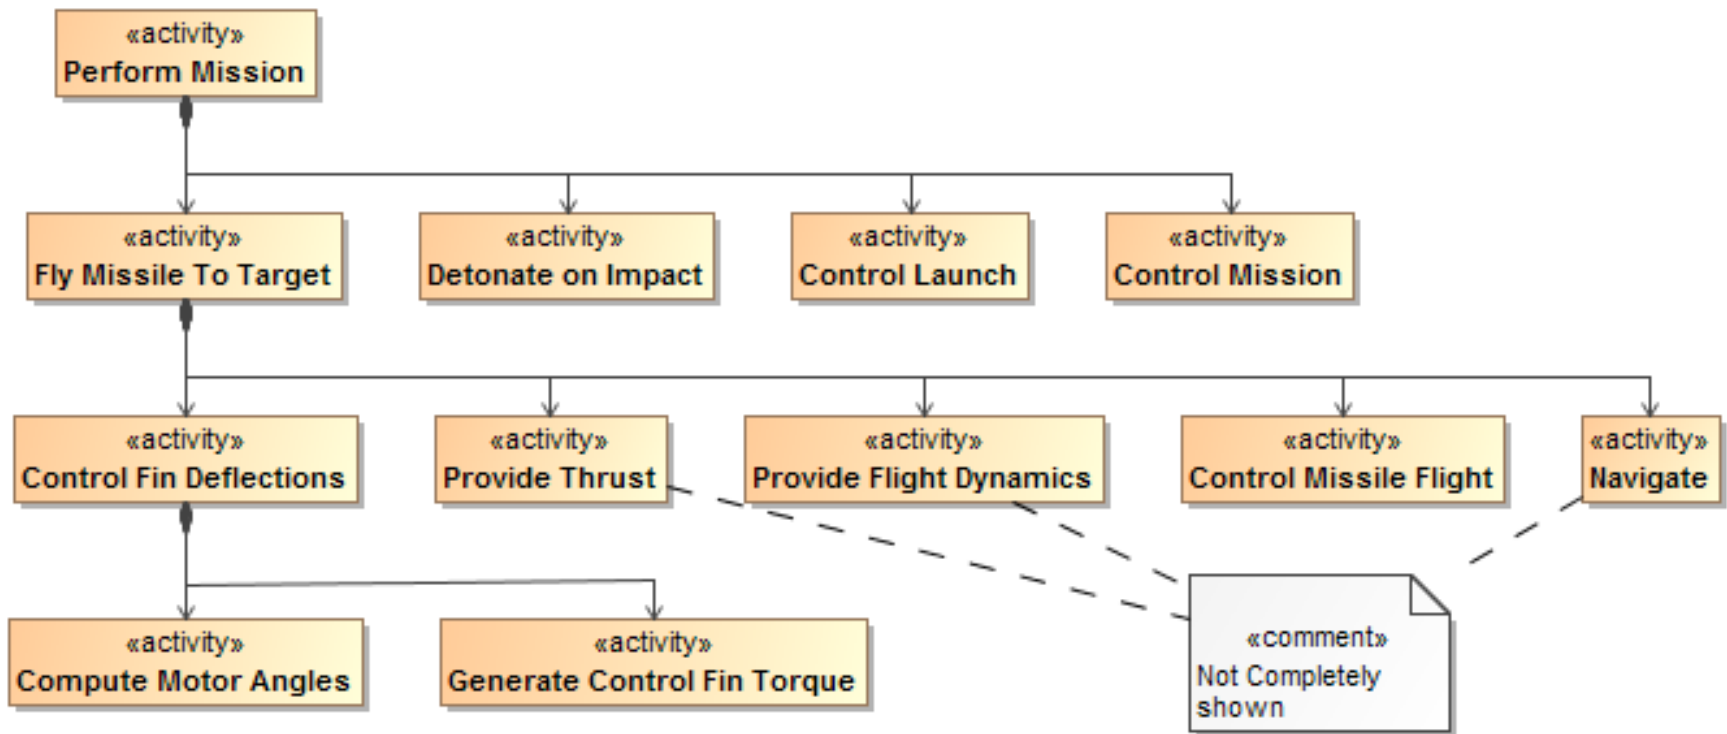 «activity»
Perform Mission
«activity»
Fly Missile To Target
«activity»
Detonate on Impact
«activity»
Control Launch
«activity»
Control Mission
«activity»
Control Fin Deflections
«activity»
Provide Thrust
«activity»
Provide Flight Dynamics
«activity»
Control Missile Flight
«activity»
Navigate
«activity»
Compute Motor Angles
«activity»
Generate Control Fin Torque
«comment»
Not Completely
shown